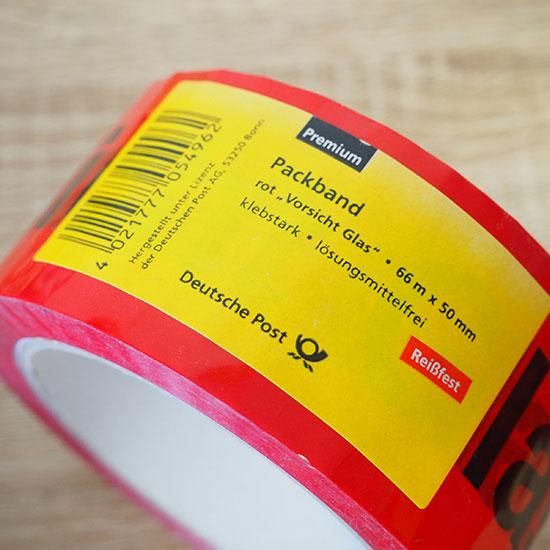 Premium
Packband
rot „Vorsicht Glas“ • 66 m x 50 mm
klebstark • lösungsmittelfrei
Reißfest
Deutsche Post
Hergestellt unter Lizenz
der Deutschen Post AG, 53250 Bonn
4 021777 054962